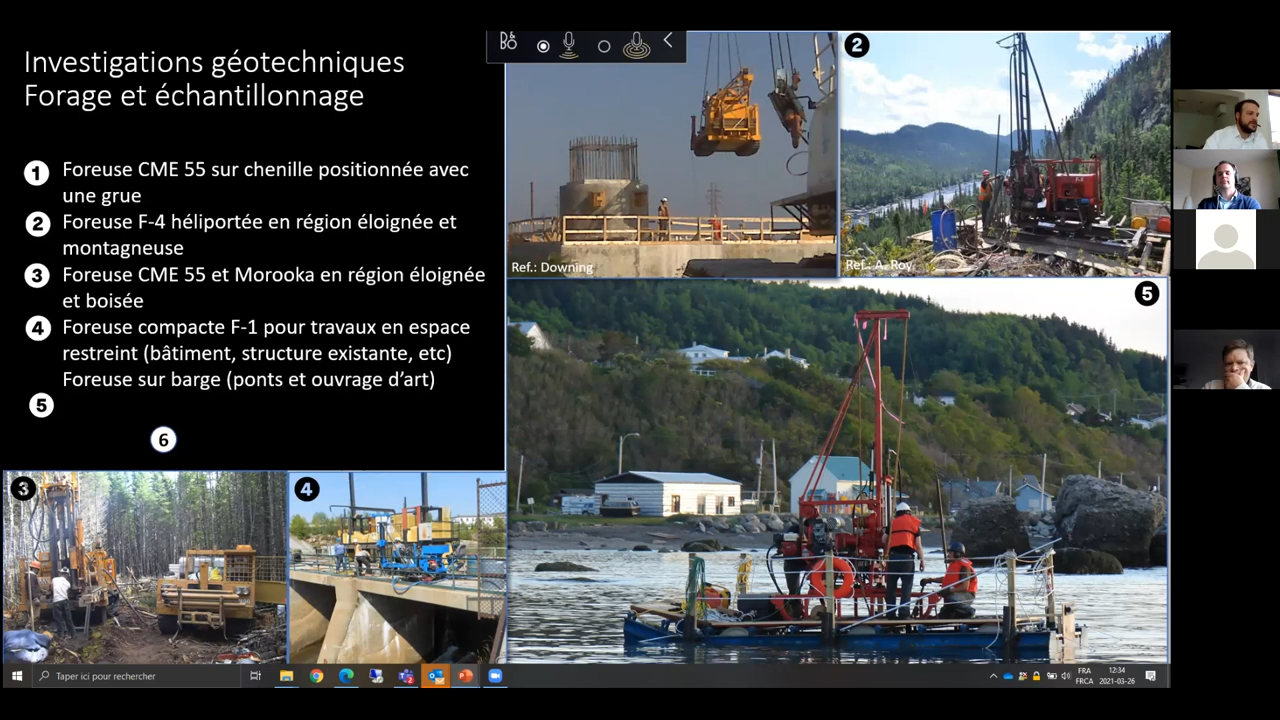 B&O
Investigations géotechniques
Forage et échantillonnage
1 Foreuse CME 55 sur chenille positionnée avec
une grue
2 Foreuse F-4 héliportée en région éloignée et
montagneuse
3 Foreuse CME 55 et Morooka en région éloignée
et boisée
4 Foreuse compacte F-1 pour travaux en espace
restreint (bâtiment, structure existante, etc)
Foreuse sur barge (ponts et ouvrage d’art)
5
6
Ref.: Downing
2
Ref.: A. Roy
5
3
4
Taper ici pour rechercher
FRA
FRCA
12:34
2021-03-26